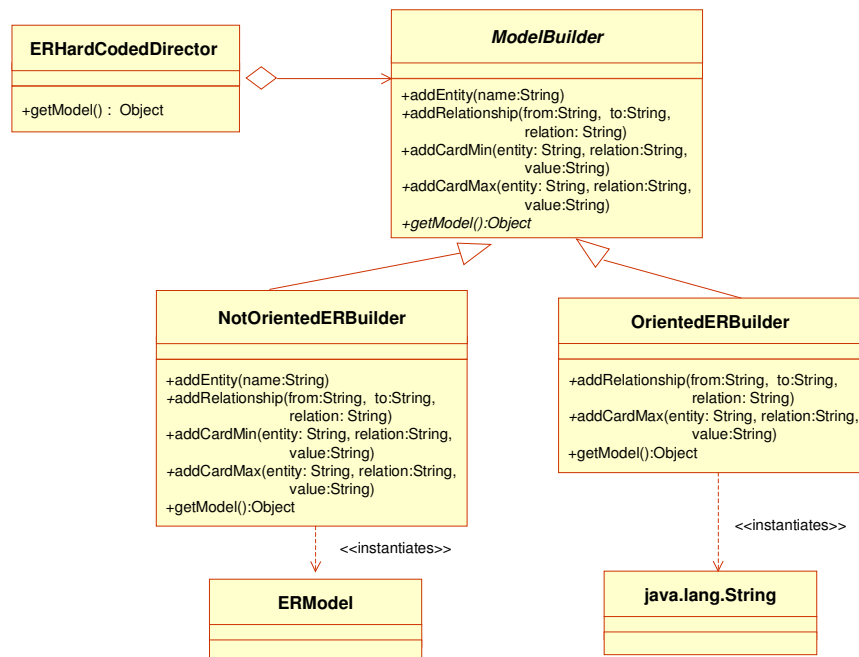 ERHardCodedDirector
+getModel() : Object
ModelBuilder
+addEntity(name:String)
+addRelationship(from:String, to:String,
relation: String)
+addCardMin(entity: String, relation:String,
value:String)
+addCardMax(entity: String, relation:String,
value:String)
+getModel():Object
NotOrientedERBuilder
+addEntity(name:String)
+addRelationship(from:String, to:String,
relation: String)
+addCardMin(entity: String, relation:String,
value:String)
+addCardMax(entity: String, relation:String,
value:String)
+getModel():Object
OrientedERBuilder
+addRelationship(from:String, to:String,
relation: String)
+addCardMax(entity: String, relation:String,
value:String)
+getModel():Object
<<instantiates>>
<<instantiates>>
ERModel
java.lang.String